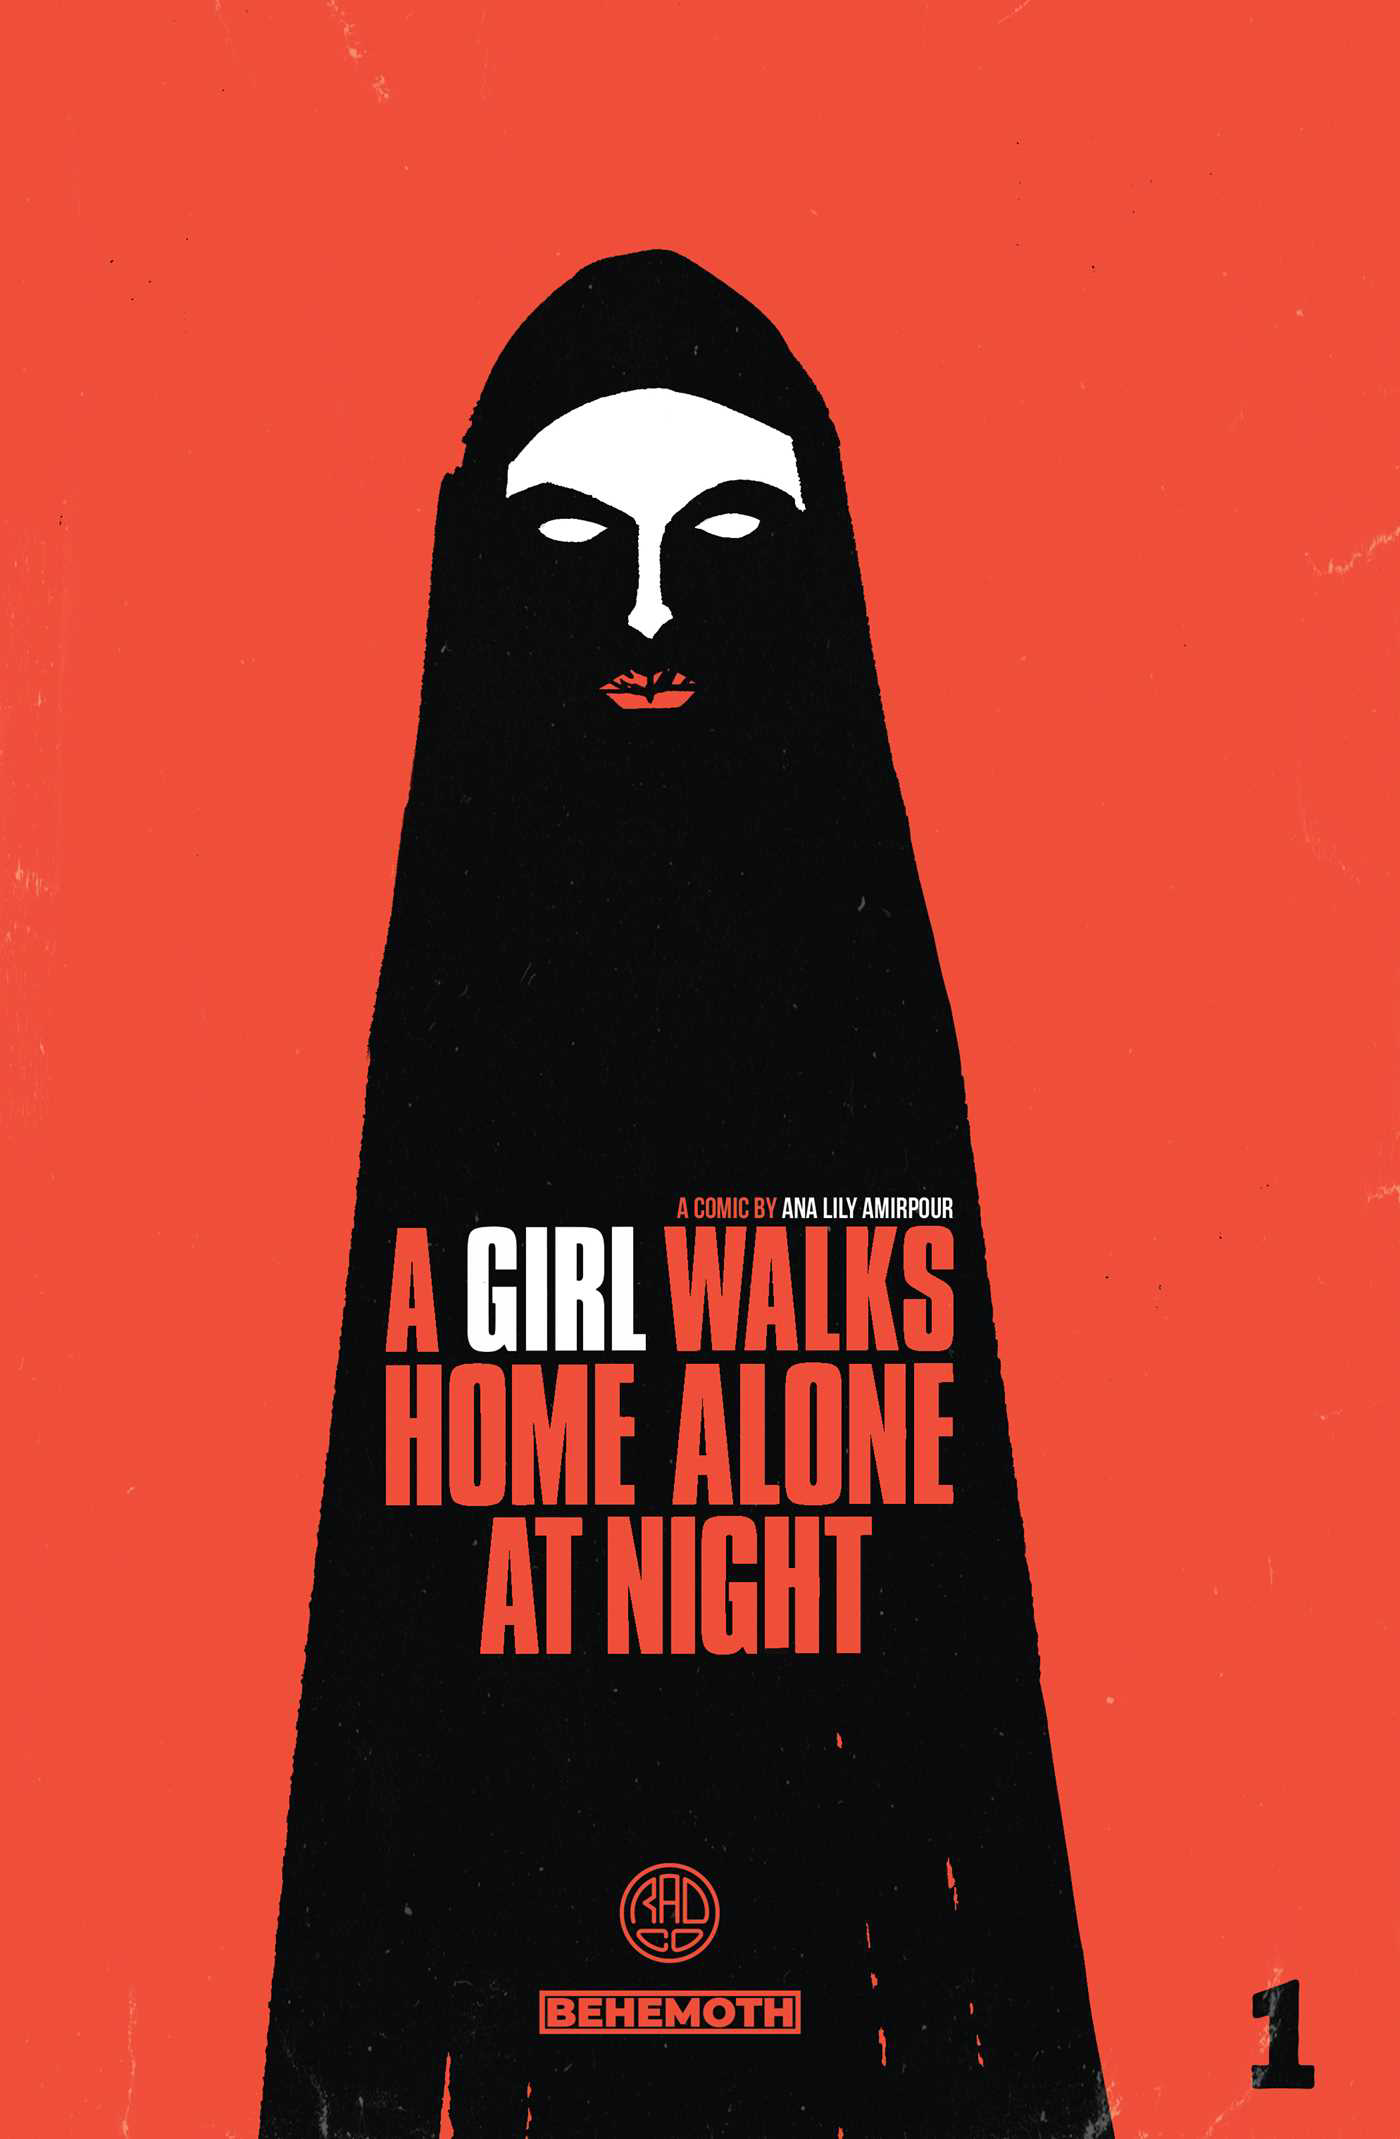 A COMIC BY ANA LILY AMIRPOUR
A GIRL WALKS
HOME ALONE
AT NIGHT
RAD
CO
BEHEMOTH
1